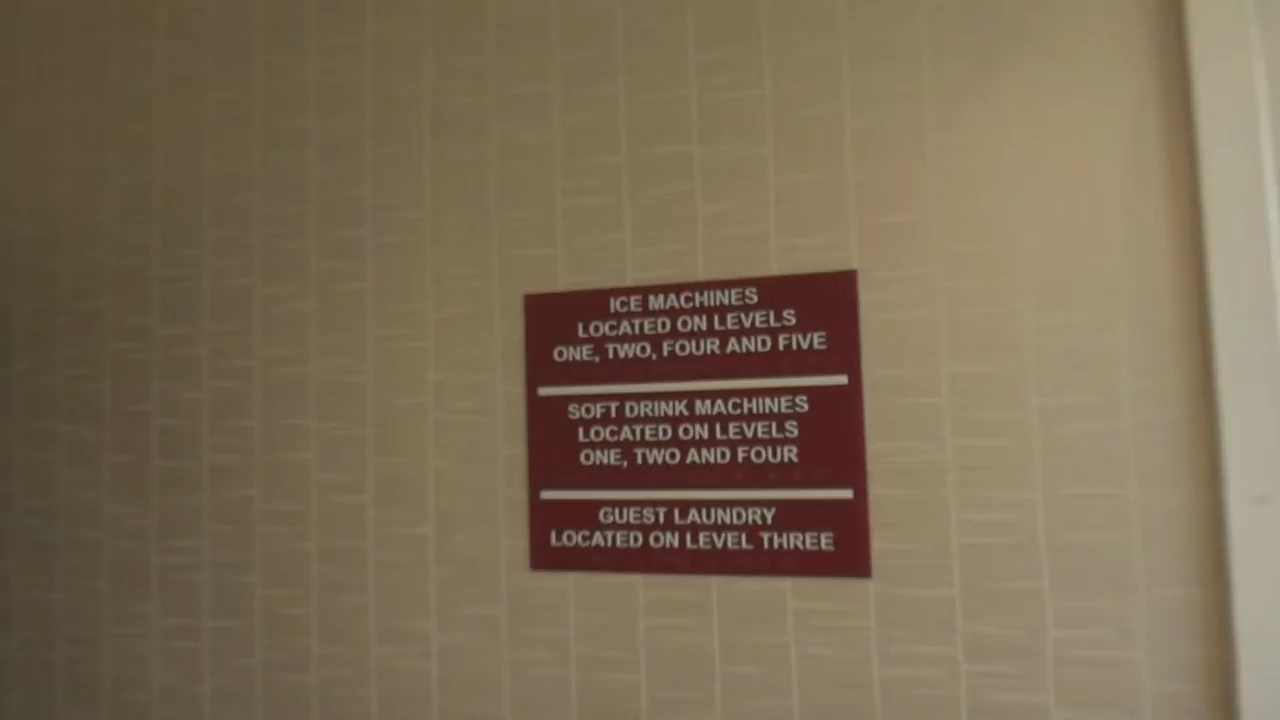 ICE MACHINES
LOCATED ON LEVELS
ONE, TWO, FOUR AND FIVE
SOFT DRINK MACHINES
LOCATED ON LEVELS
ONE, TWO AND FOUR
GUEST LAUNDRY
LOCATED ON LEVEL THREE